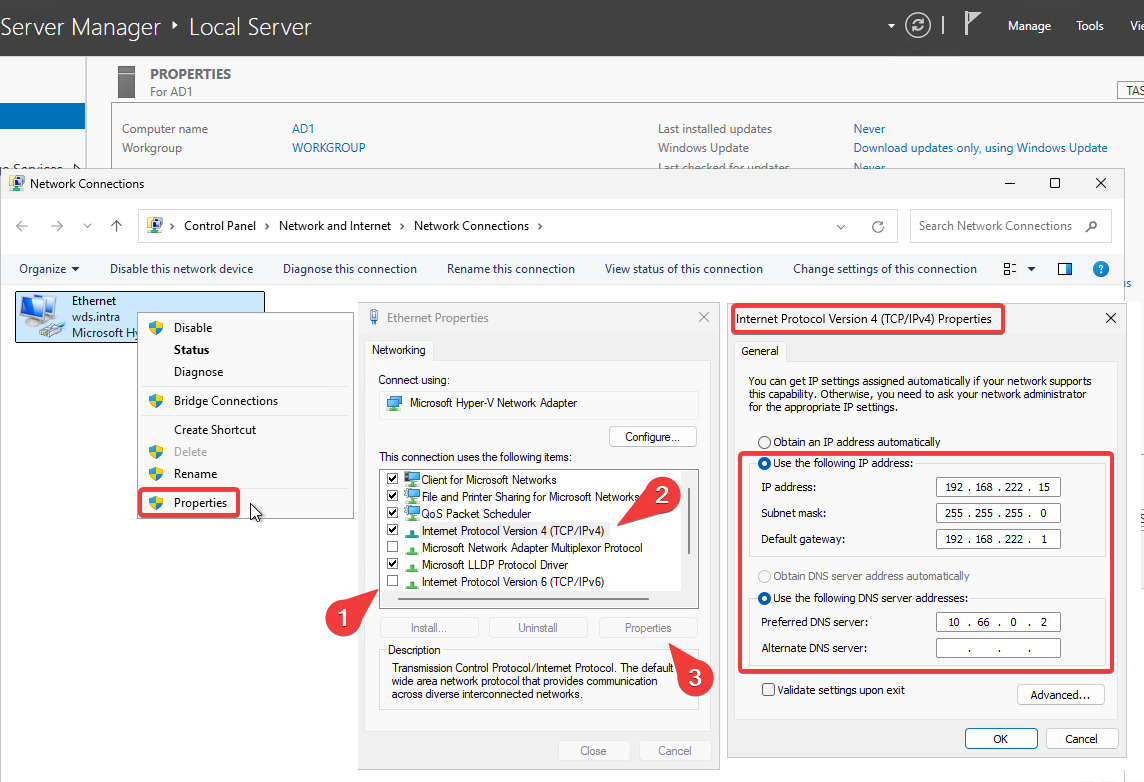 Server Manager ‣ Local Server
Manage
Tools
PROPERTIES
For AD1
Computer name
AD1
Workgroup
WORKGROUP
Last installed updates
Never
Windows Update
Download updates only, using Windows Update
Last checked for updates
Never
Network Connections
Control Panel > Network and Internet > Network Connections >
Search Network Connections
Organize
Disable this network device
Diagnose this connection
Rename this connection
View status of this connection
Change settings of this connection
Ethernet
wds.intra
Microsoft Hy
Disable
Status
Diagnose
Bridge Connections
Create Shortcut
Delete
Rename
Properties
Ethernet Properties
Networking
Connect using:
Microsoft Hyper-V Network Adapter
Configure...
This connection uses the following items:
Client for Microsoft Networks
File and Printer Sharing for Microsoft Networks
QoS Packet Scheduler
Internet Protocol Version 4 (TCP/IPv4)
Microsoft Network Adapter Multiplexor Protocol
Microsoft LLDP Protocol Driver
Internet Protocol Version 6 (TCP/IPv6)
1
2
3
Install...
Uninstall
Properties
Description
Transmission Control Protocol/Internet Protocol. The default
wide area network protocol that provides communication
across diverse interconnected networks.
Close
Cancel
Internet Protocol Version 4 (TCP/IPv4) Properties
General
You can get IP settings assigned automatically if your network supports
this capability. Otherwise, you need to ask your network administrator
for the appropriate IP settings.
Obtain an IP address automatically
Use the following IP address:
IP address:
192 . 168 . 222 . 15
Subnet mask:
255 . 255 . 255 . 0
Default gateway:
192 . 168 . 222 . 1
Obtain DNS server address automatically
Use the following DNS server addresses:
Preferred DNS server:
10 . 66 . 0 . 2
Alternate DNS server:
. . .
Validate settings upon exit
Advanced...
OK
Cancel